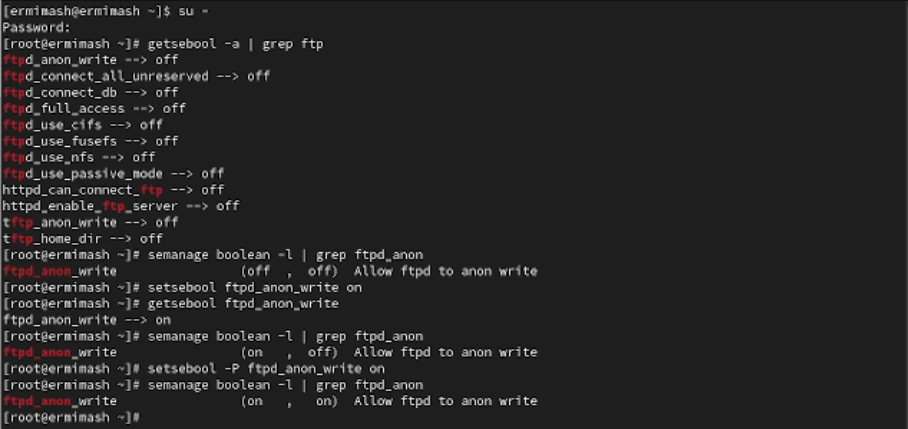 [ermimash@ermimash ~]$ su -
Password:
[root@ermimash ~]# getsebool -a | grep ftp
ftpd_anon_write --> off
ftpd_connect_all_unreserved --> off
ftpd_connect_db --> off
ftpd_full_access --> off
ftpd_use_cifs --> off
ftpd_use_fusefs --> off
ftpd_use_nfs --> off
ftpd_use_passive_mode --> off
httpd_can_connect_ftp --> off
httpd_enable_ftp_server --> off
tftp_anon_write --> off
tftp_home_dir --> off
[root@ermimash ~]# semanage boolean -l | grep ftpd_anon
ftpd_anon_write                (off  ,  off)  Allow ftpd to anon write
[root@ermimash ~]# setsebool ftpd_anon_write on
[root@ermimash ~]# getsebool ftpd_anon_write
ftpd_anon_write --> on
[root@ermimash ~]# semanage boolean -l | grep ftpd_anon
ftpd_anon_write                (on   ,  off)  Allow ftpd to anon write
[root@ermimash ~]# setsebool -P ftpd_anon_write on
[root@ermimash ~]# semanage boolean -l | grep ftpd_anon
ftpd_anon_write                (on   ,   on)  Allow ftpd to anon write
[root@ermimash ~]#